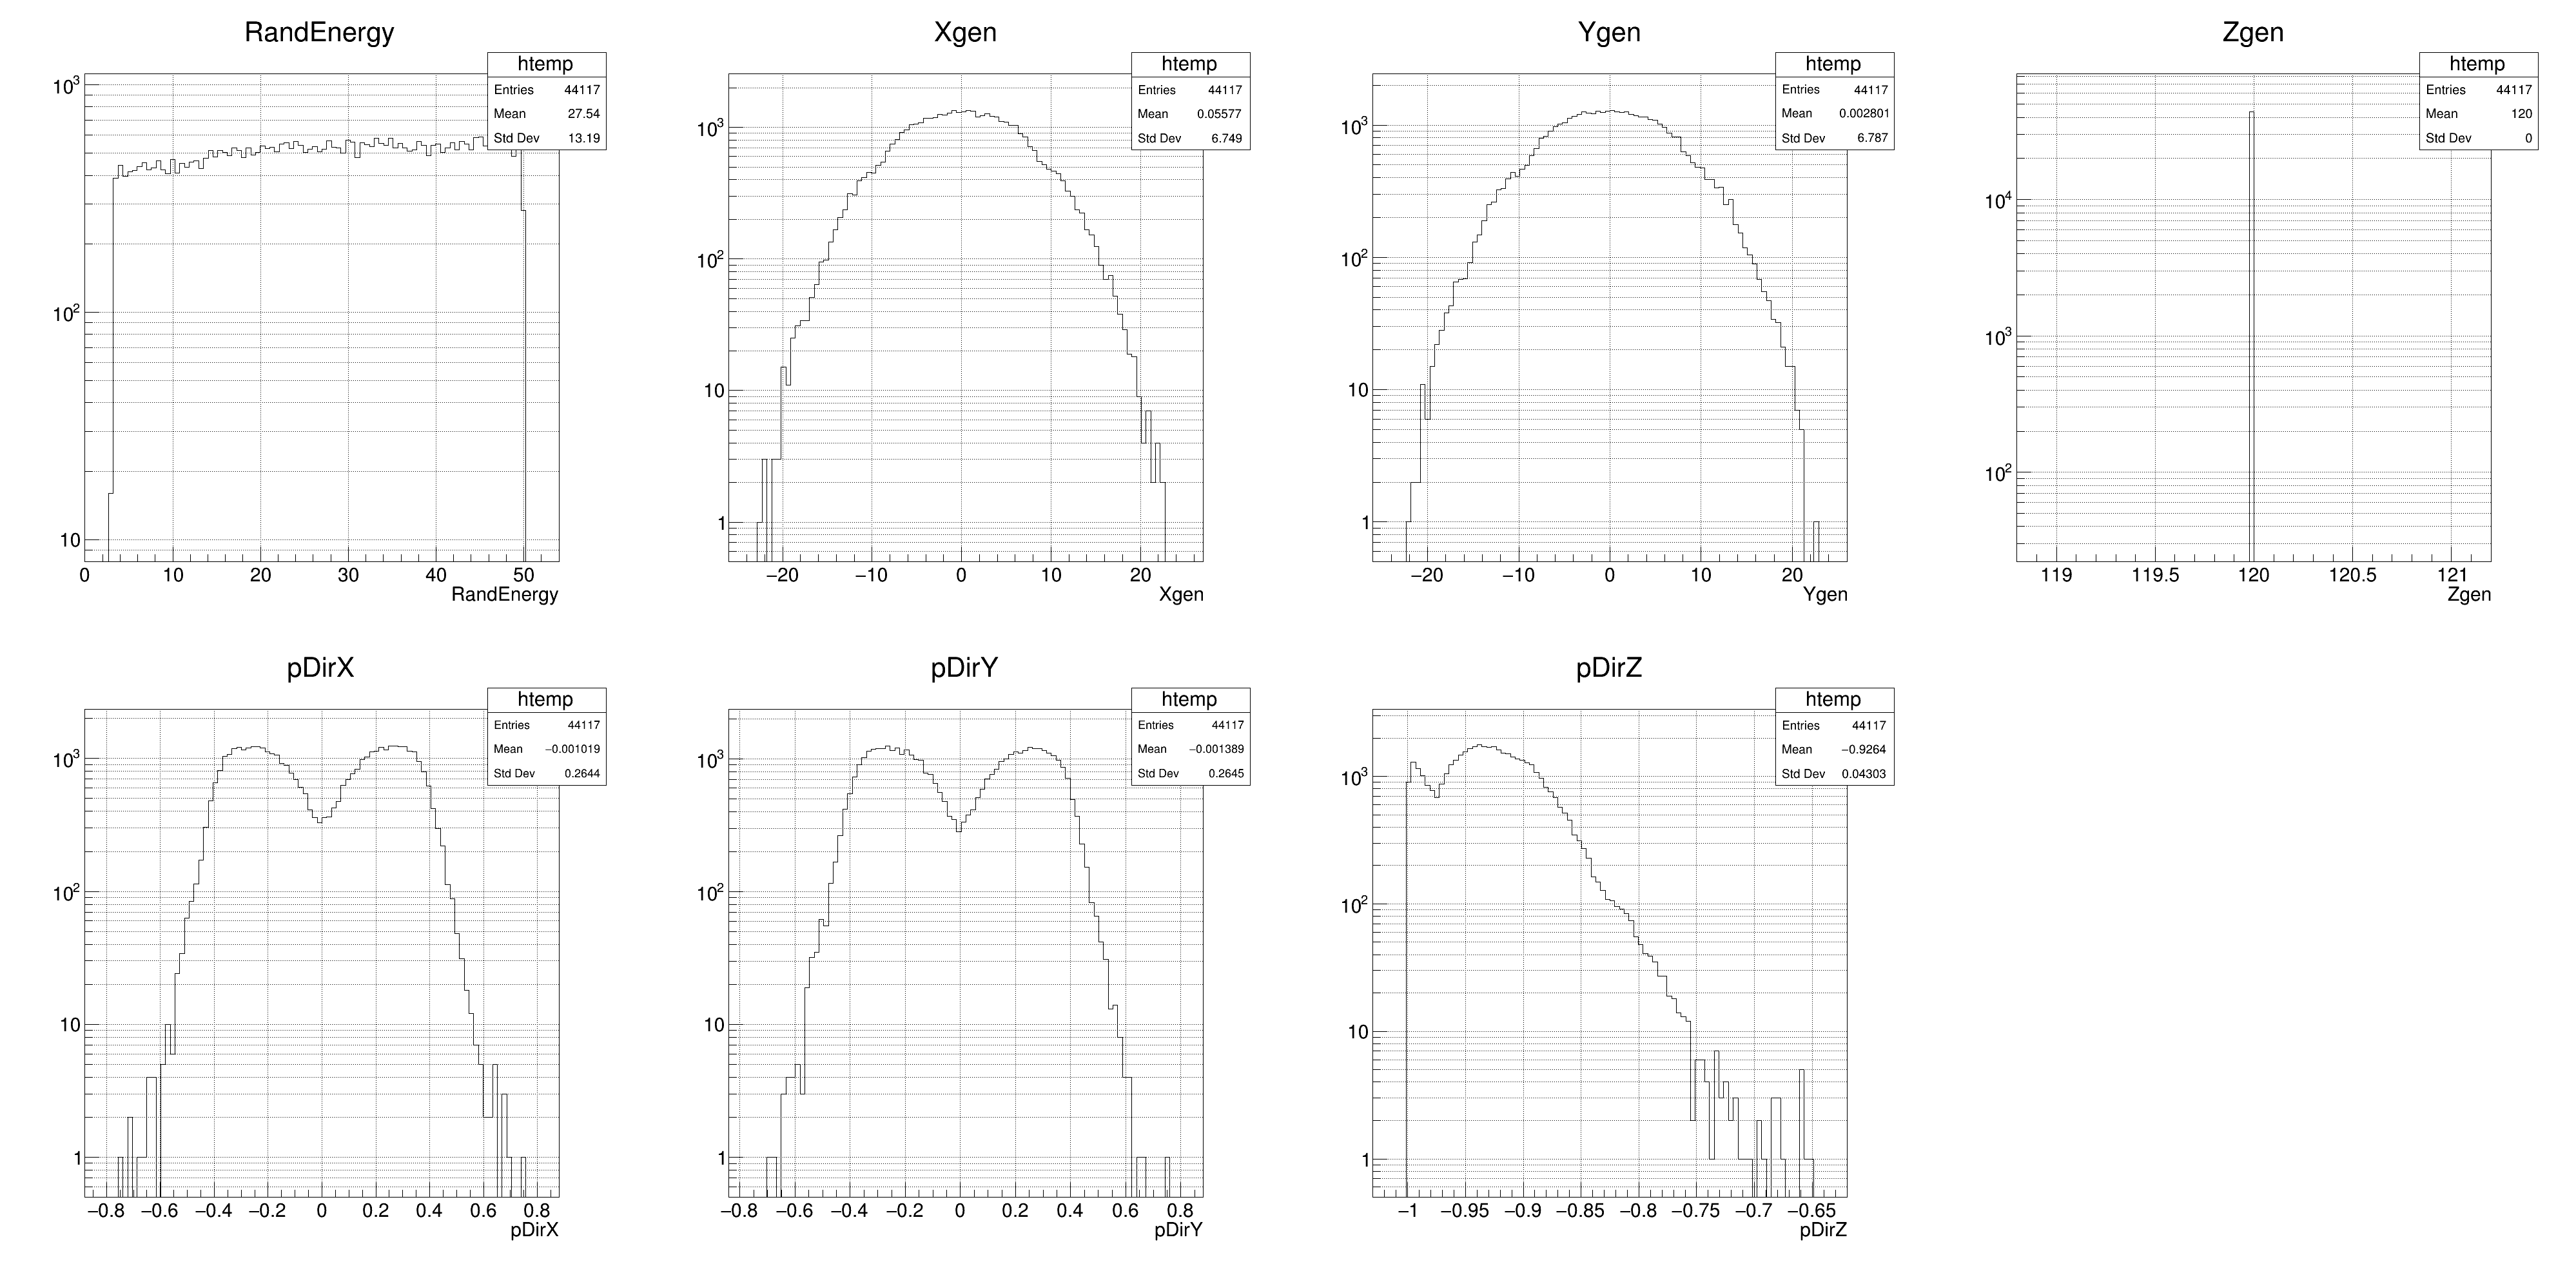 RandEnergy
htemp
Entries 44117
Mean 27.54
Std Dev 13.19
10³
10²
10
0 10 20 30 40 50
RandEnergy
Xgen
htemp
Entries 44117
Mean 0.05577
Std Dev 6.749
10³
10²
10
1
−20 −10 0 10 20
Xgen
Ygen
htemp
Entries 44117
Mean 0.002801
Std Dev 6.787
10³
10²
10
1
−20 −10 0 10 20
Ygen
Zgen
htemp
Entries 44117
Mean 120
Std Dev 0
10⁴
10³
10²
119 119.5 120 120.5 121
Zgen
pDirX
htemp
Entries 44117
Mean −0.001019
Std Dev 0.2644
10³
10²
10
1
−0.8 −0.6 −0.4 −0.2 0 0.2 0.4 0.6 0.8
pDirX
pDirY
htemp
Entries 44117
Mean −0.001389
Std Dev 0.2645
10³
10²
10
1
−0.8 −0.6 −0.4 −0.2 0 0.2 0.4 0.6 0.8
pDirY
pDirZ
htemp
Entries 44117
Mean −0.9264
Std Dev 0.04303
10³
10²
10
1
−1 −0.95 −0.9 −0.85 −0.8 −0.75 −0.7 −0.65
pDirZ